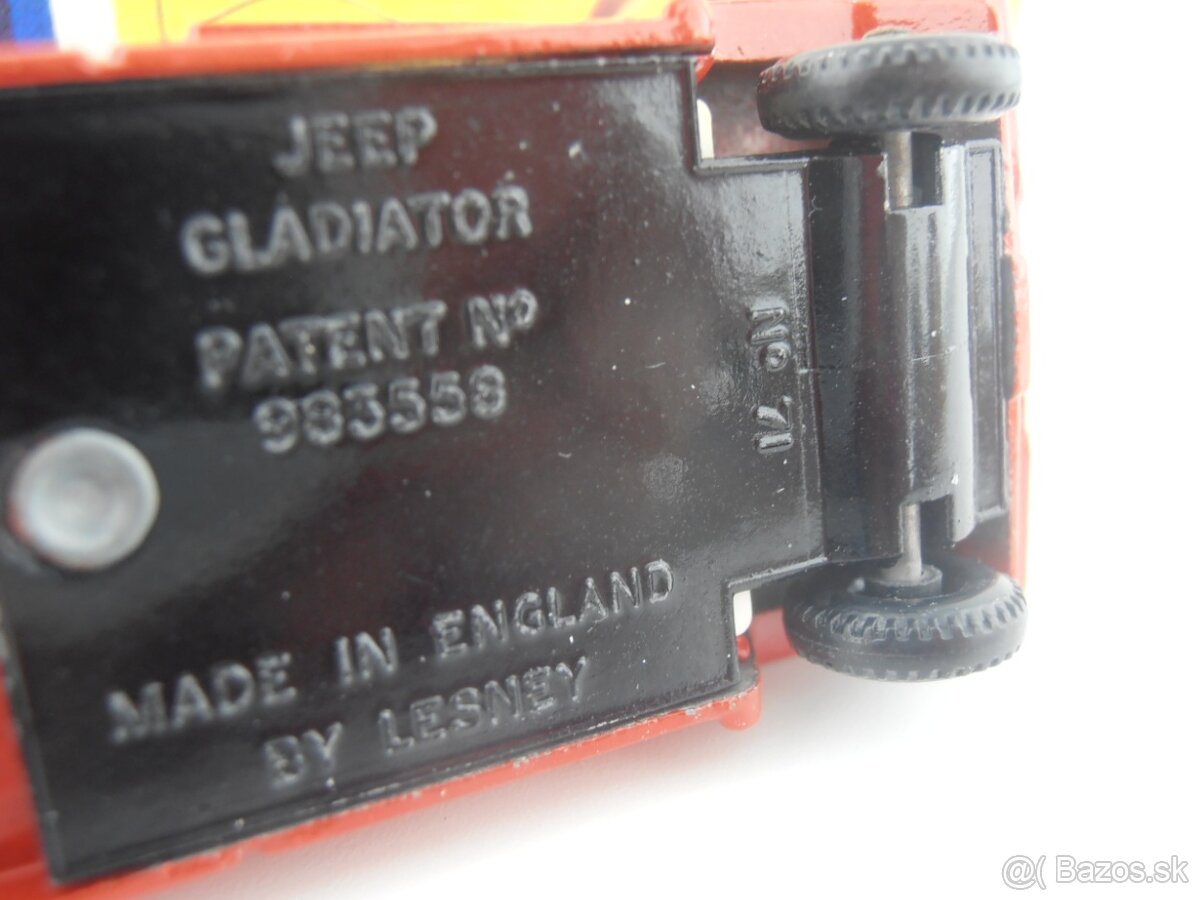 JEEP
GLADIATOR
PATENT Nº
983558
No 71
MADE IN ENGLAND
BY LESNEY
@( Bazos.sk